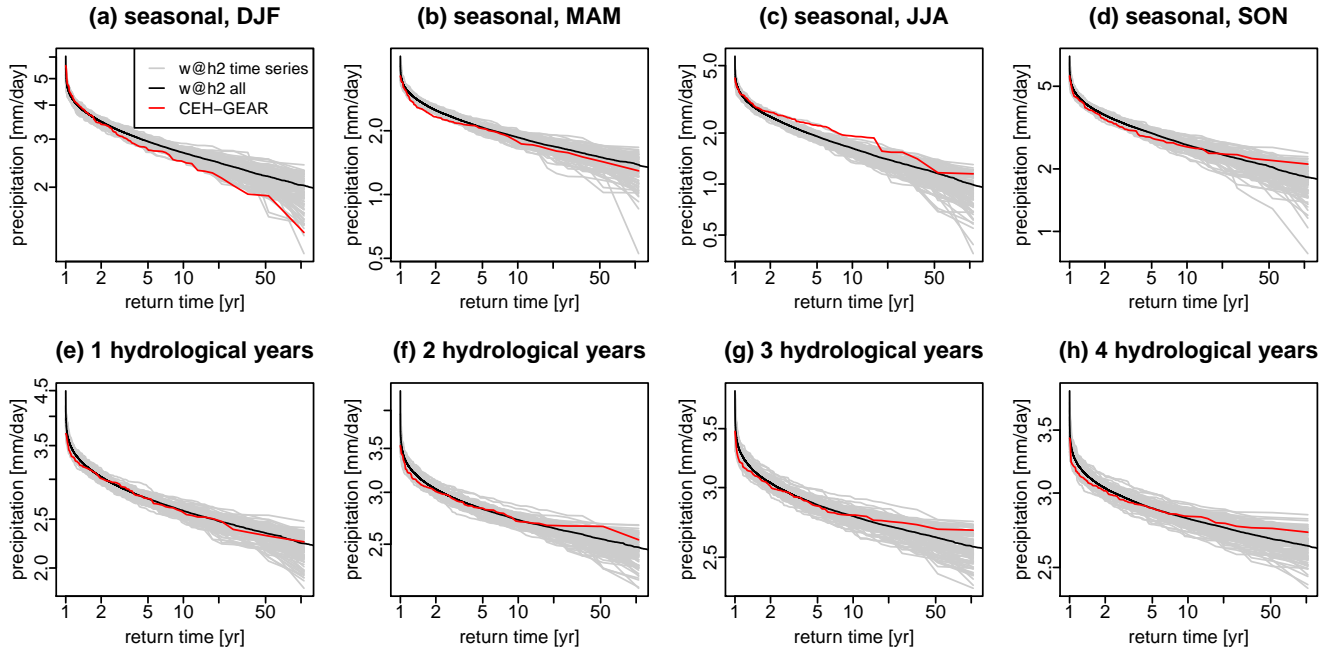 (a) seasonal, DJF
precipitation [mm/day]
5
4
3
2
w@h2 time series
w@h2 all
CEH−GEAR
1 2 5 10 50
return time [yr]
(b) seasonal, MAM
precipitation [mm/day]
2.0
1.0
0.5
1 2 5 10 50
return time [yr]
(c) seasonal, JJA
precipitation [mm/day]
5.0
2.0
1.0
0.5
1 2 5 10 50
return time [yr]
(d) seasonal, SON
precipitation [mm/day]
5
2
1
1 2 5 10 50
return time [yr]
(e) 1 hydrological years
precipitation [mm/day]
4.5
3.5
2.5
2.0
1 2 5 10 50
return time [yr]
(f) 2 hydrological years
precipitation [mm/day]
3.5
3.0
2.5
1 2 5 10 50
return time [yr]
(g) 3 hydrological years
precipitation [mm/day]
3.5
3.0
2.5
1 2 5 10 50
return time [yr]
(h) 4 hydrological years
precipitation [mm/day]
3.5
3.0
2.5
1 2 5 10 50
return time [yr]